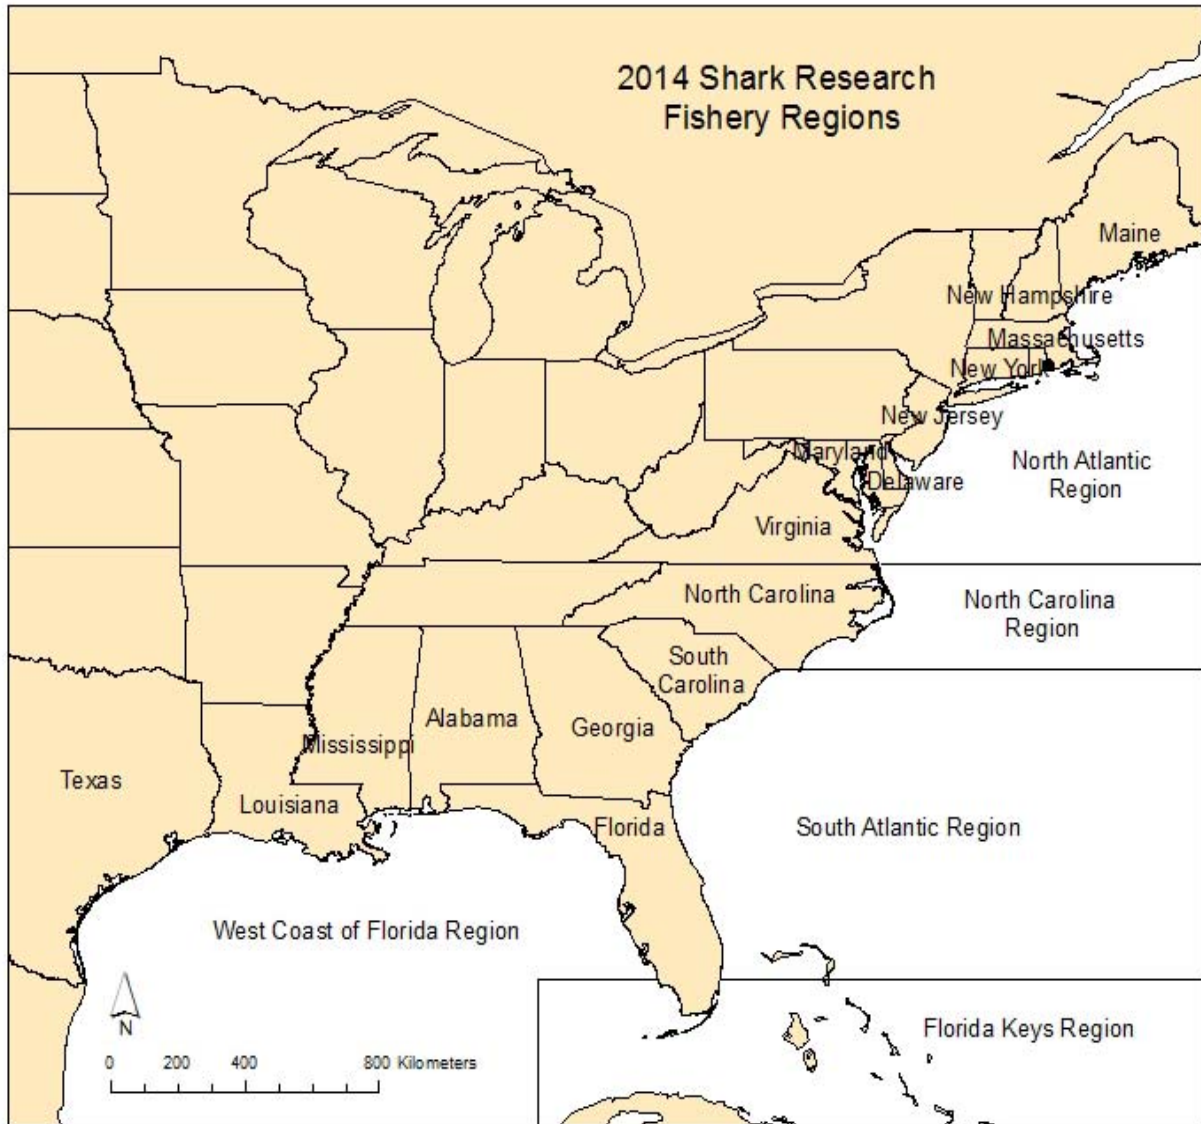 2014 Shark Research
Fishery Regions
Maine
New Hampshire
Massachusetts
New York
New Jersey
Maryland
Delaware
North Atlantic
Region
Virginia
North Carolina
North Carolina
Region
South
Carolina
Alabama
Georgia
Mississippi
Texas
Louisiana
Florida
South Atlantic Region
West Coast of Florida Region
Florida Keys Region
N
0 200 400 800 Kilometers